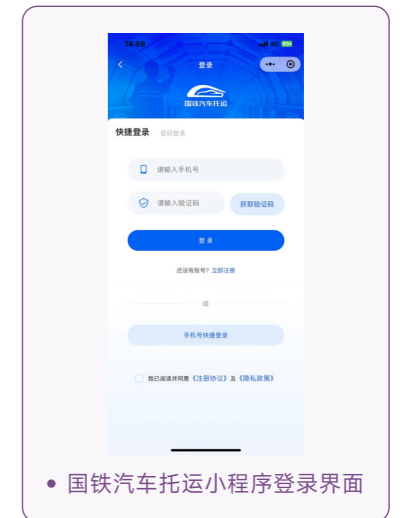 14:59
4G 85
登录
国铁汽车托运
快捷登录 密码登录
请输入手机号
请输入验证码 获取验证码
登录
还没有账号？立即注册
或
手机号快捷登录
我已阅读并同意《注册协议》及《隐私政策》
• 国铁汽车托运小程序登录界面